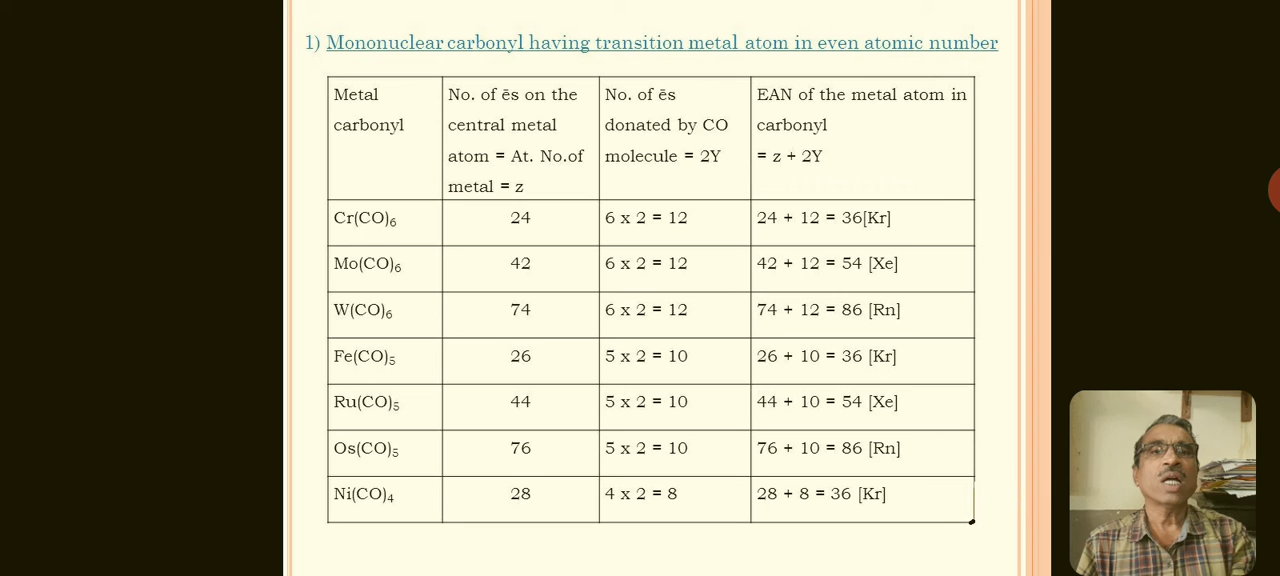 1) Mononuclear carbonyl having transition metal atom in even atomic number
Metal carbonyl
No. of ēs on the central metal atom = At. No.of metal = z
No. of ēs donated by CO molecule = 2Y
EAN of the metal atom in carbonyl = z + 2Y
Cr(CO)₆ 24 6 x 2 = 12 24 + 12 = 36[Kr]
Mo(CO)₆ 42 6 x 2 = 12 42 + 12 = 54 [Xe]
W(CO)₆ 74 6 x 2 = 12 74 + 12 = 86 [Rn]
Fe(CO)₅ 26 5 x 2 = 10 26 + 10 = 36 [Kr]
Ru(CO)₅ 44 5 x 2 = 10 44 + 10 = 54 [Xe]
Os(CO)₅ 76 5 x 2 = 10 76 + 10 = 86 [Rn]
Ni(CO)₄ 28 4 x 2 = 8 28 + 8 = 36 [Kr]